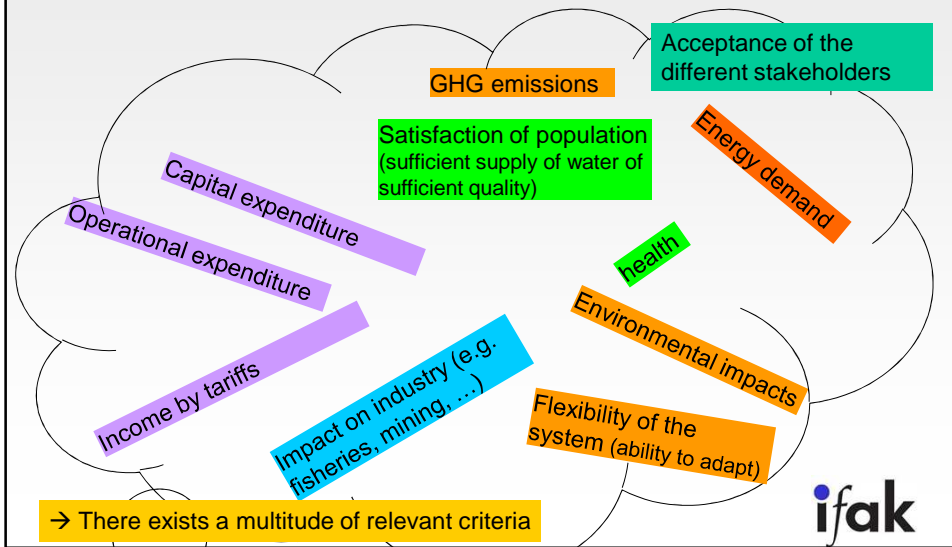 Acceptance of the
different stakeholders
GHG emissions
Satisfaction of population
(sufficient supply of water of
sufficient quality)
Energy demand
Capital expenditure
Operational expenditure
health
Environmental impacts
Income by tariffs
Impact on industry (e.g.
fisheries, mining, …)
Flexibility of the
system (ability to adapt)
→ There exists a multitude of relevant criteria
ifak